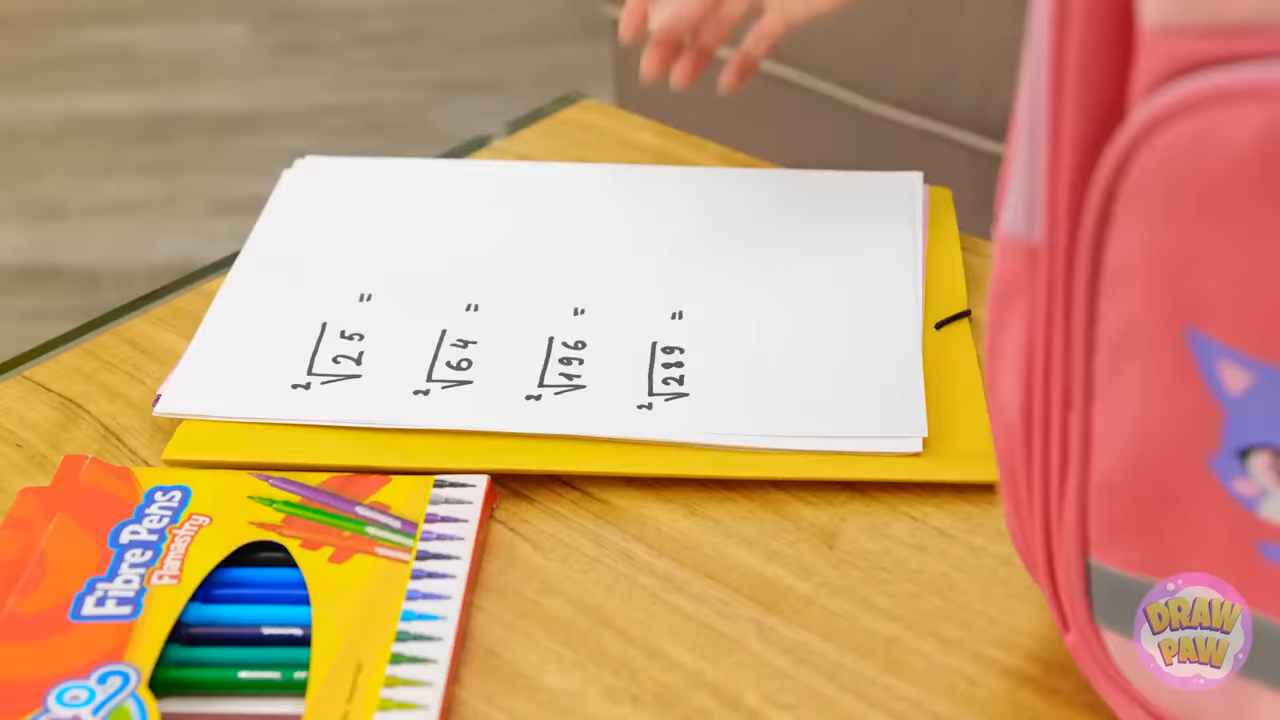 ²√25 =
²√64 =
²√196 =
²√289 =
Fibre Pens
Flamastry
DRAW
PAW